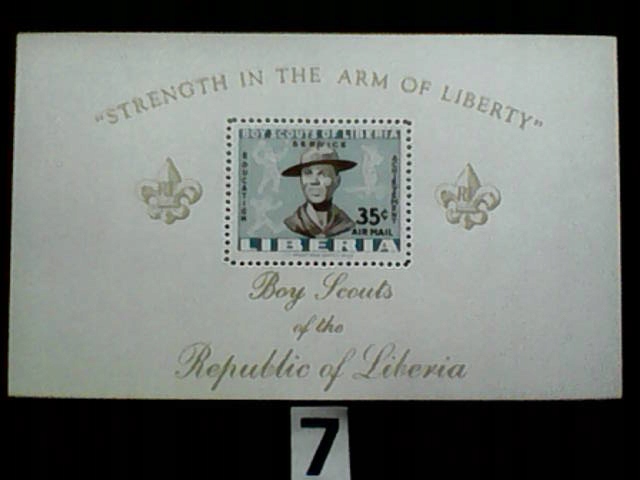 "STRENGTH IN THE ARM OF LIBERTY"
BOY SCOUTS OF LIBERIA
SERVICE
EDUCATION
ACHIEVEMENT
35¢
AIR MAIL
LIBERIA
Boy Scouts
of the
Republic of Liberia
7